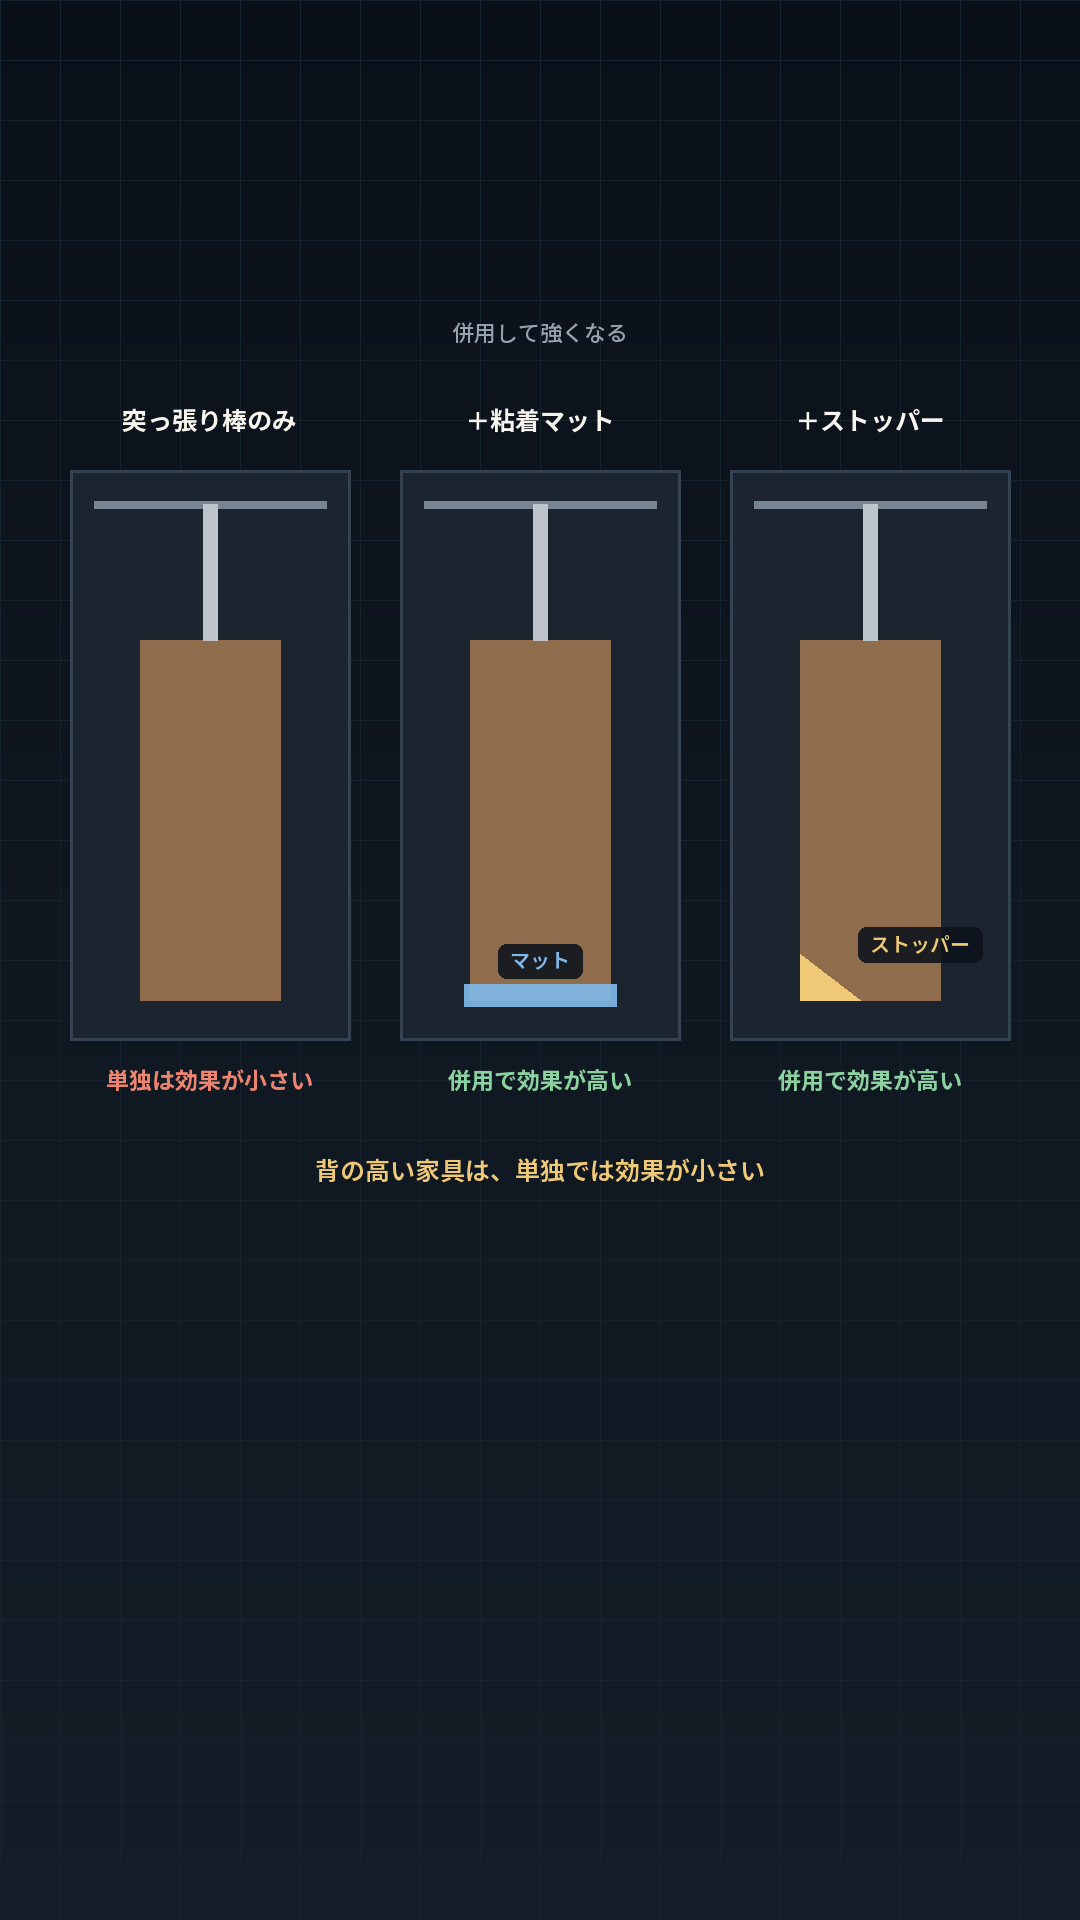 併用して強くなる
突っ張り棒のみ
＋粘着マット
＋ストッパー
マット
ストッパー
単独は効果が小さい
併用で効果が高い
併用で効果が高い
背の高い家具は、単独では効果が小さい